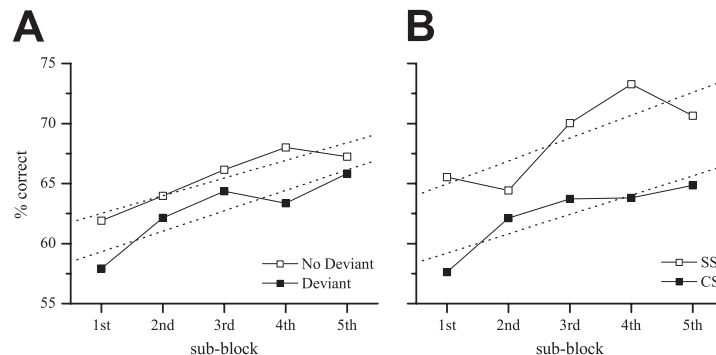 A
B
75
70
65
60
55
% correct
No Deviant
Deviant
1st 2nd 3rd 4th 5th
sub-block
SS
CS
1st 2nd 3rd 4th 5th
sub-block